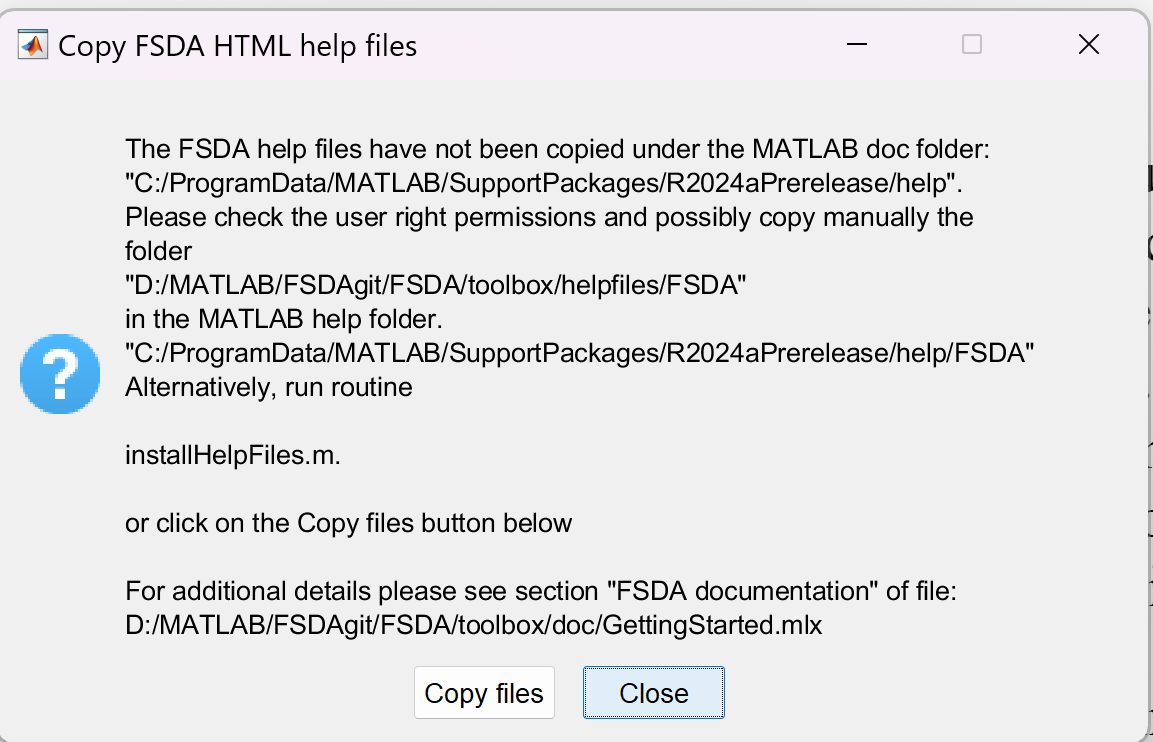 Copy FSDA HTML help files
The FSDA help files have not been copied under the MATLAB doc folder:
"C:/ProgramData/MATLAB/SupportPackages/R2024aPrerelease/help".
Please check the user right permissions and possibly copy manually the
folder
"D:/MATLAB/FSDAgit/FSDA/toolbox/helpfiles/FSDA"
in the MATLAB help folder.
"C:/ProgramData/MATLAB/SupportPackages/R2024aPrerelease/help/FSDA"
Alternatively, run routine
installHelpFiles.m.
or click on the Copy files button below
For additional details please see section "FSDA documentation" of file:
D:/MATLAB/FSDAgit/FSDA/toolbox/doc/GettingStarted.mlx
Copy files
Close